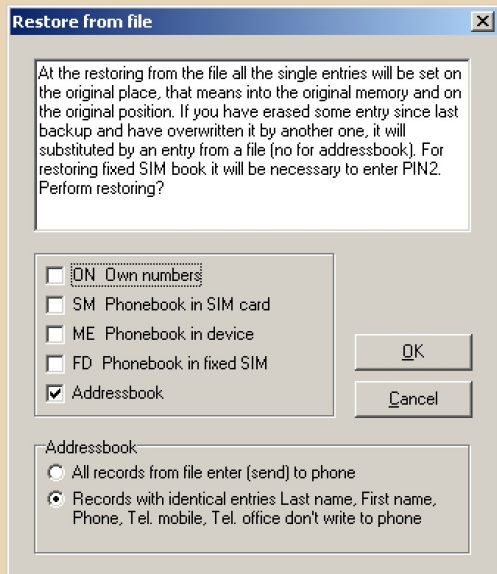 Restore from file
At the restoring from the file all the single entries will be set on
the original place, that means into the original memory and on
the original position. If you have erased some entry since last
backup and have overwritten it by another one, it will
substituted by an entry from a file (no for addressbook). For
restoring fixed SIM book it will be necessary to enter PIN2.
Perform restoring?
ON Own numbers
SM Phonebook in SIM card
ME Phonebook in device
FD Phonebook in fixed SIM
Addressbook
OK
Cancel
Addressbook
All records from file enter (send) to phone
Records with identical entries Last name, First name,
Phone, Tel. mobile, Tel. office don't write to phone